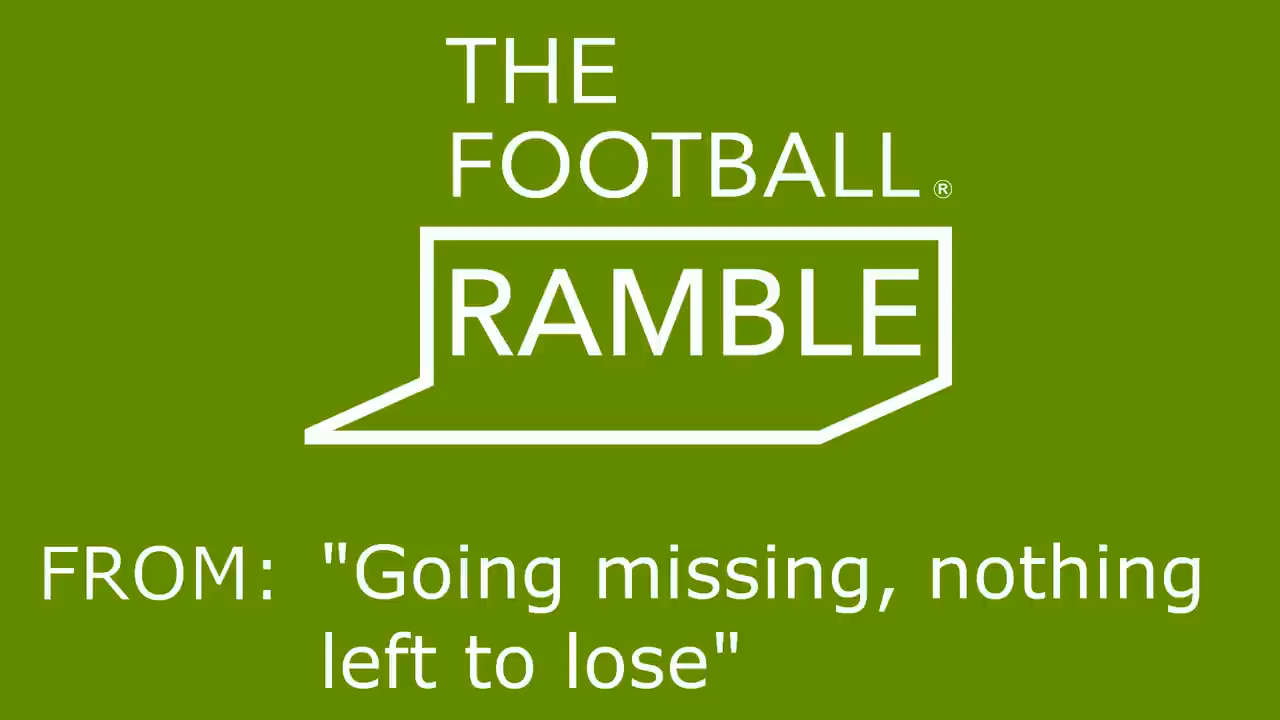 THE
FOOTBALL ®
RAMBLE
FROM: "Going missing, nothing
left to lose"